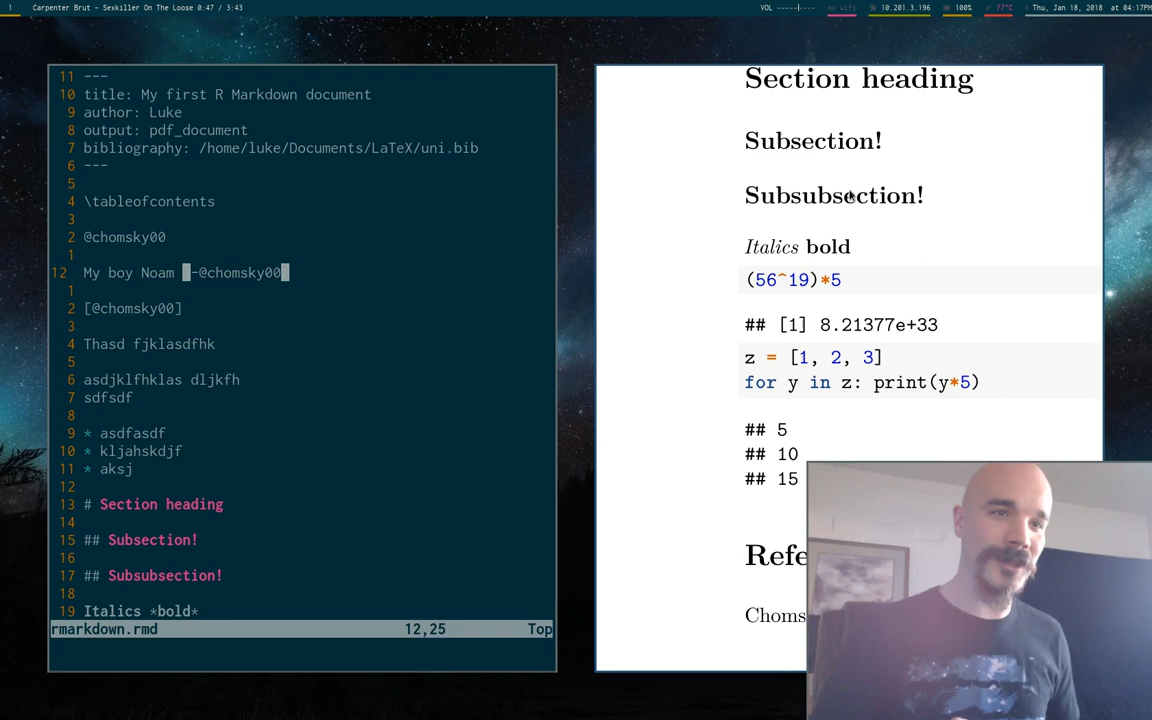 1 Carpenter Brut - Sexkiller On The Loose 0:47 / 3:43
VOL -----|---- no wifi 10.201.3.196 100% 77°C Thu, Jan 18, 2018 at 04:17PM
11 ---
10 title: My first R Markdown document
9 author: Luke
8 output: pdf_document
7 bibliography: /home/luke/Documents/LaTeX/uni.bib
6 ---
5
4 \tableofcontents
3
2 @chomsky00
1
12 My boy Noam [-@chomsky00]
1
2 [@chomsky00]
3
4 Thasd fjklasdfhk
5
6 asdjklfhklas dljkfh
7 sdfsdf
8
9 * asdfasdf
10 * kljahskdjf
11 * aksj
12
13 # Section heading
14
15 ## Subsection!
16
17 ## Subsubsection!
18
19 Italics *bold*
rmarkdown.rmd 12,25 Top
Section heading
Subsection!
Subsubsection!
Italics bold
(56^19)*5
## [1] 8.21377e+33
z = [1, 2, 3]
for y in z: print(y*5)
## 5
## 10
## 15
Refe
Choms